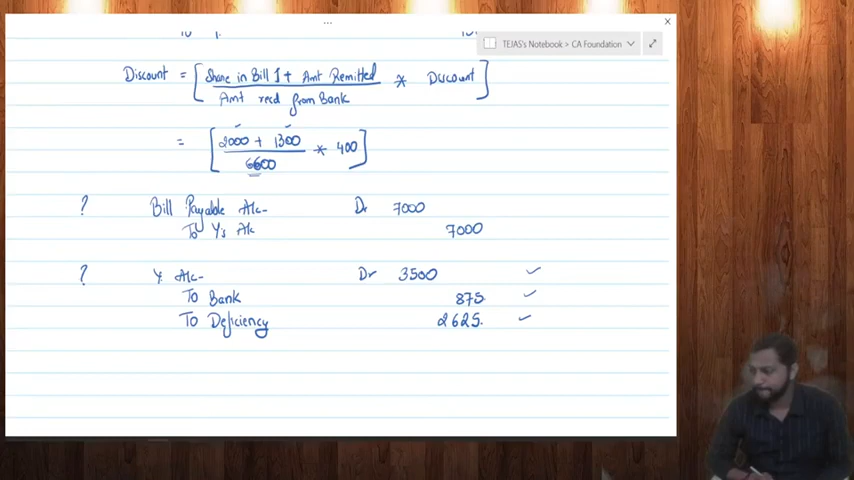 TEJAS's Notebook > CA Foundation
Discount = [ Share in Bill 1 + Amt Remitted / Amt recd from Bank * Discount ]
= [ 2000 + 1300 / 6600 * 400 ]
? Bill Payable A/c- Dr 7000
To Y's A/c 7000
? Y A/c- Dr 3500 ✓
To Bank 875. ✓
To Deficiency 2625. ✓